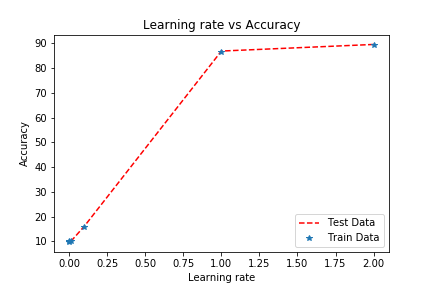 Learning rate vs Accuracy
90
80
70
60
50
40
30
20
10
Accuracy
0.00 0.25 0.50 0.75 1.00 1.25 1.50 1.75 2.00
Learning rate
Test Data
Train Data